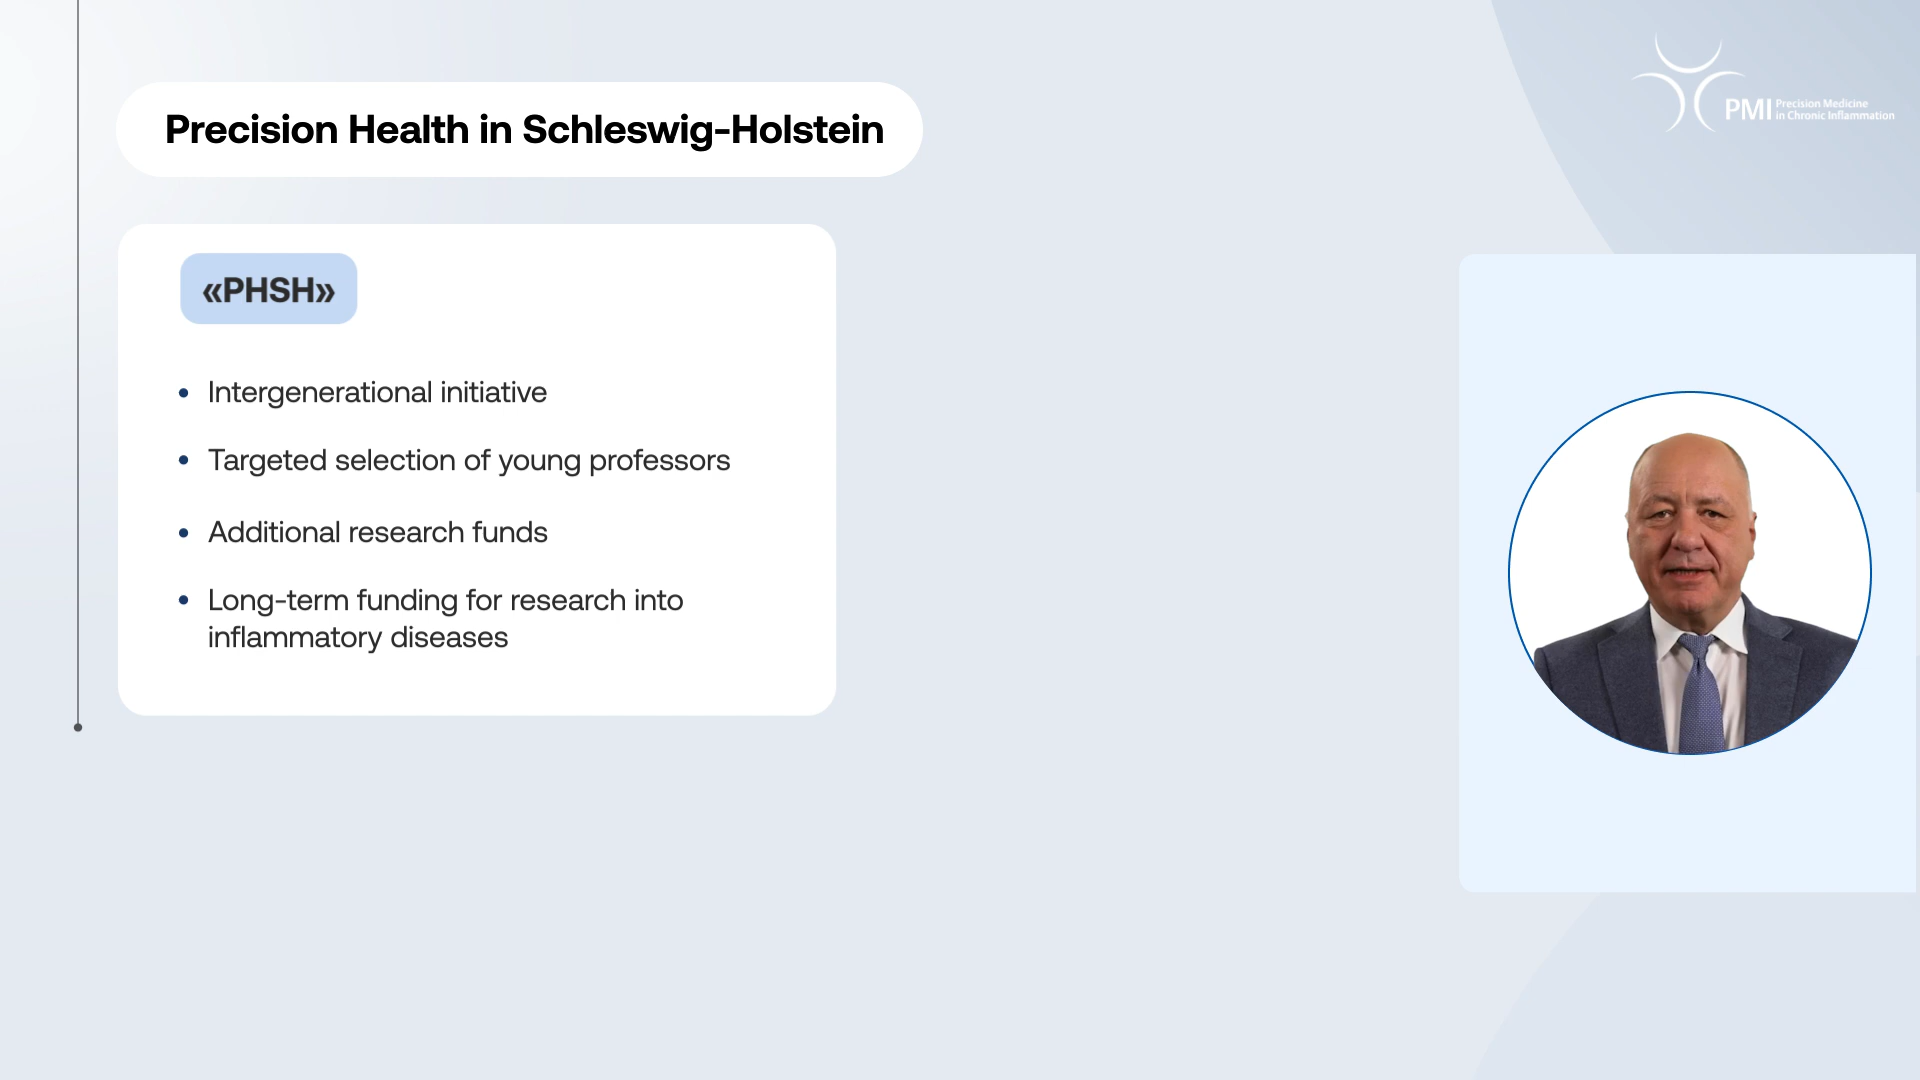 Precision Health in Schleswig-Holstein
PMI Precision Medicine
in Chronic Inflammation
«PHSH»
• Intergenerational initiative
• Targeted selection of young professors
• Additional research funds
• Long-term funding for research into
inflammatory diseases